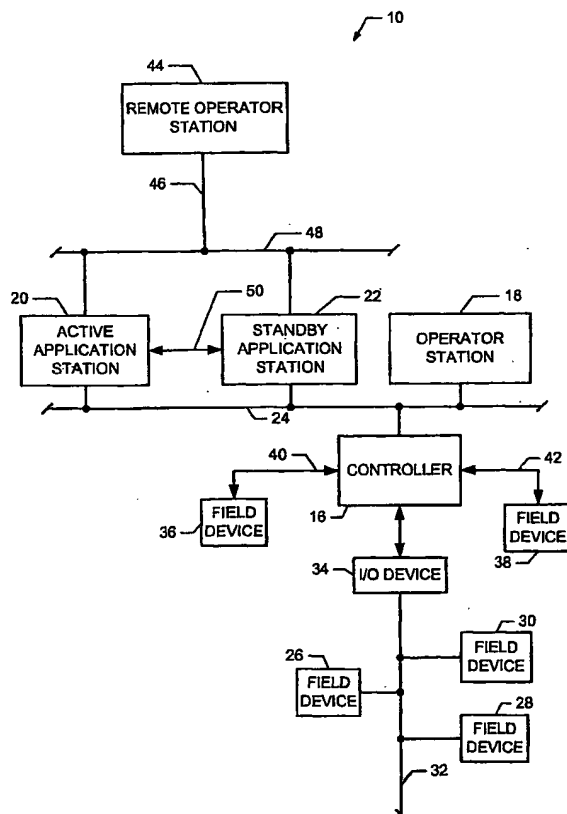 10
44
REMOTE OPERATOR
STATION
46
48
20
50
22
18
ACTIVE
APPLICATION
STATION
STANDBY
APPLICATION
STATION
OPERATOR
STATION
24
40
42
CONTROLLER
36
FIELD
DEVICE
16
FIELD
DEVICE
38
34
I/O DEVICE
30
26
FIELD
DEVICE
FIELD
DEVICE
28
FIELD
DEVICE
32